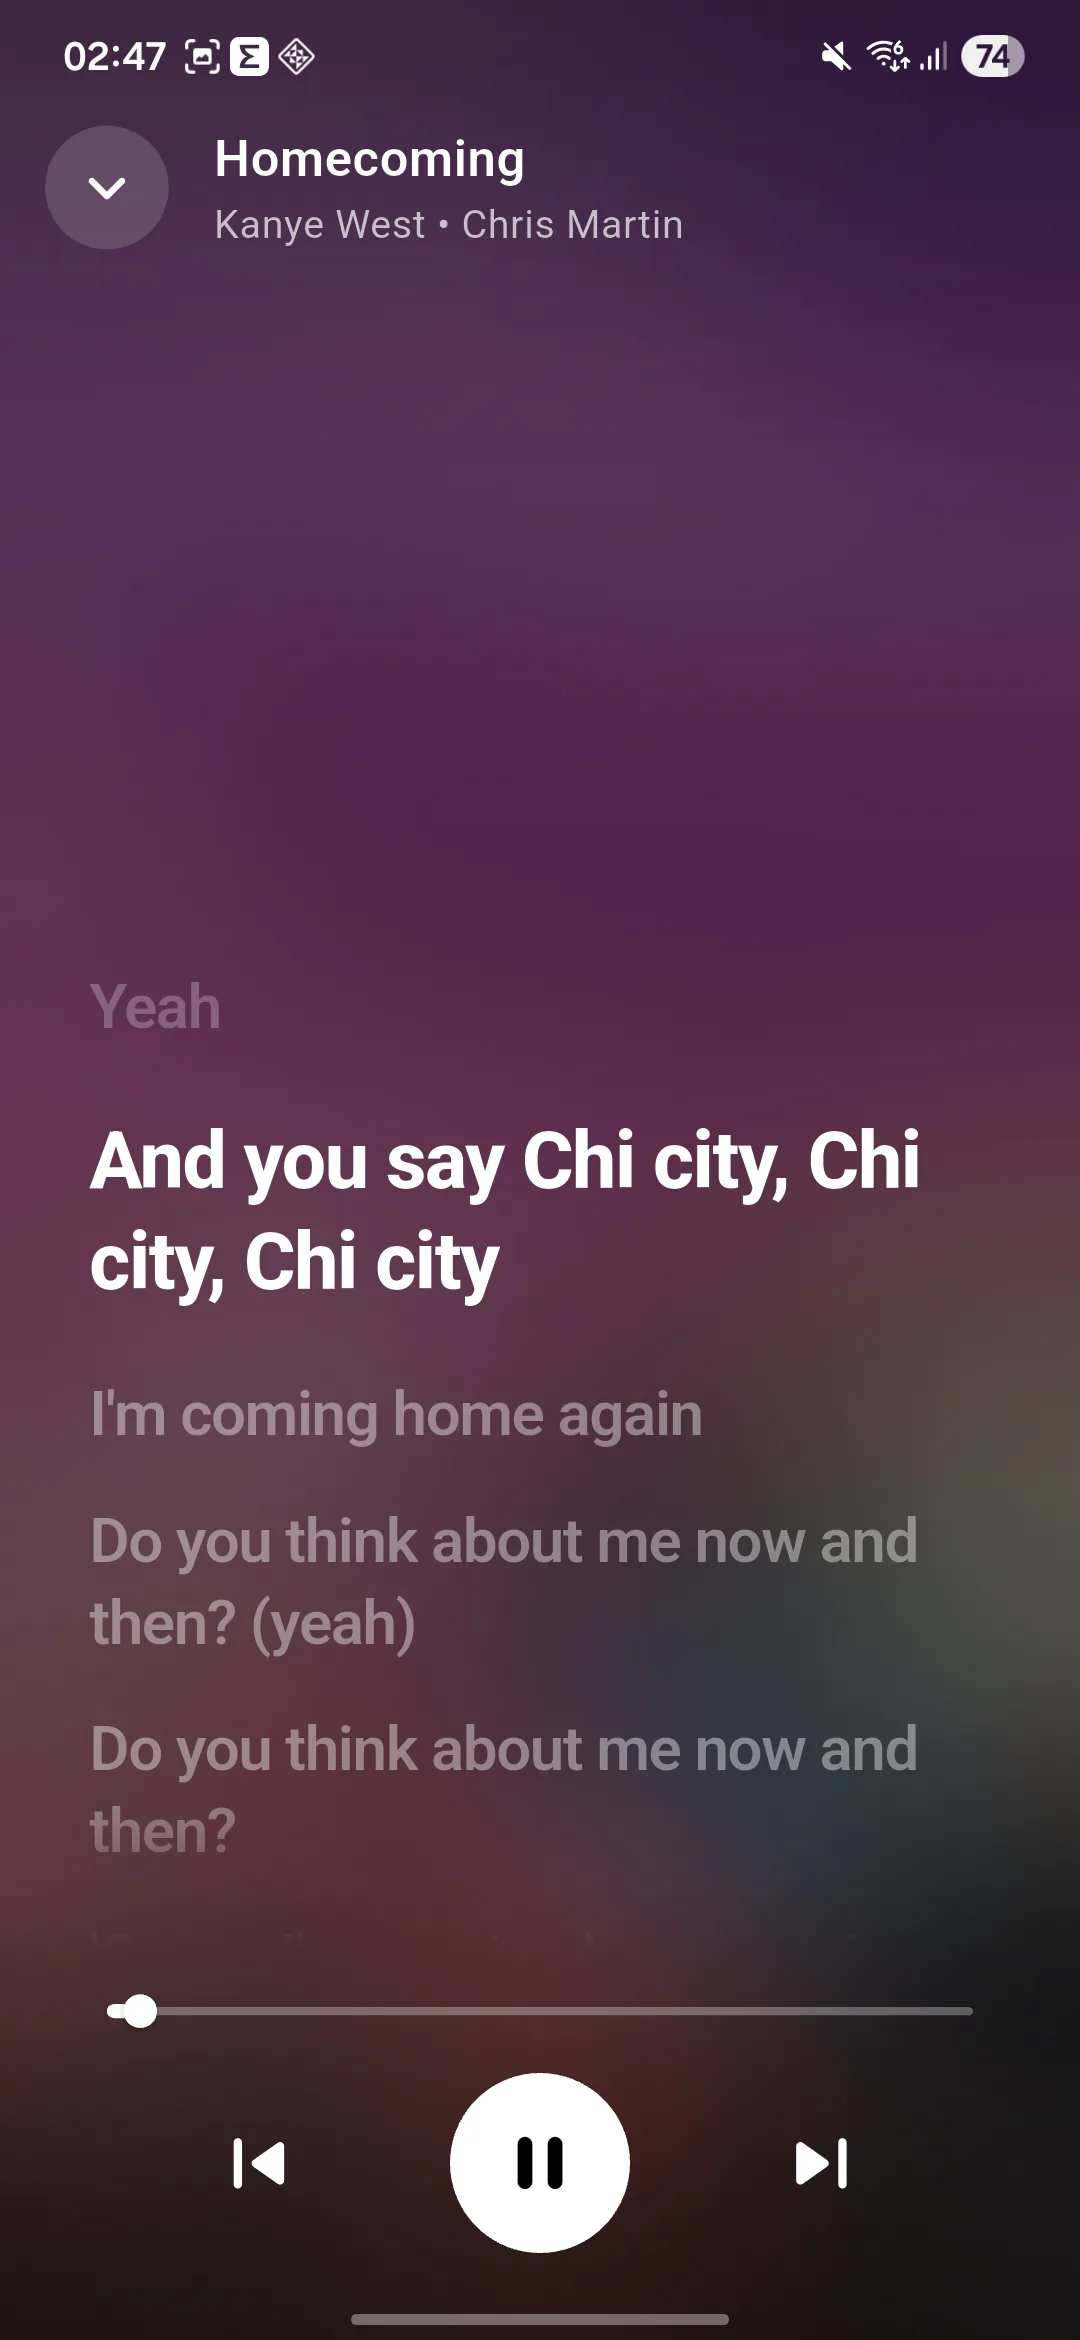 02:47
74
Homecoming
Kanye West • Chris Martin
Yeah
And you say Chi city, Chi
city, Chi city
I'm coming home again
Do you think about me now and
then? (yeah)
Do you think about me now and
then?